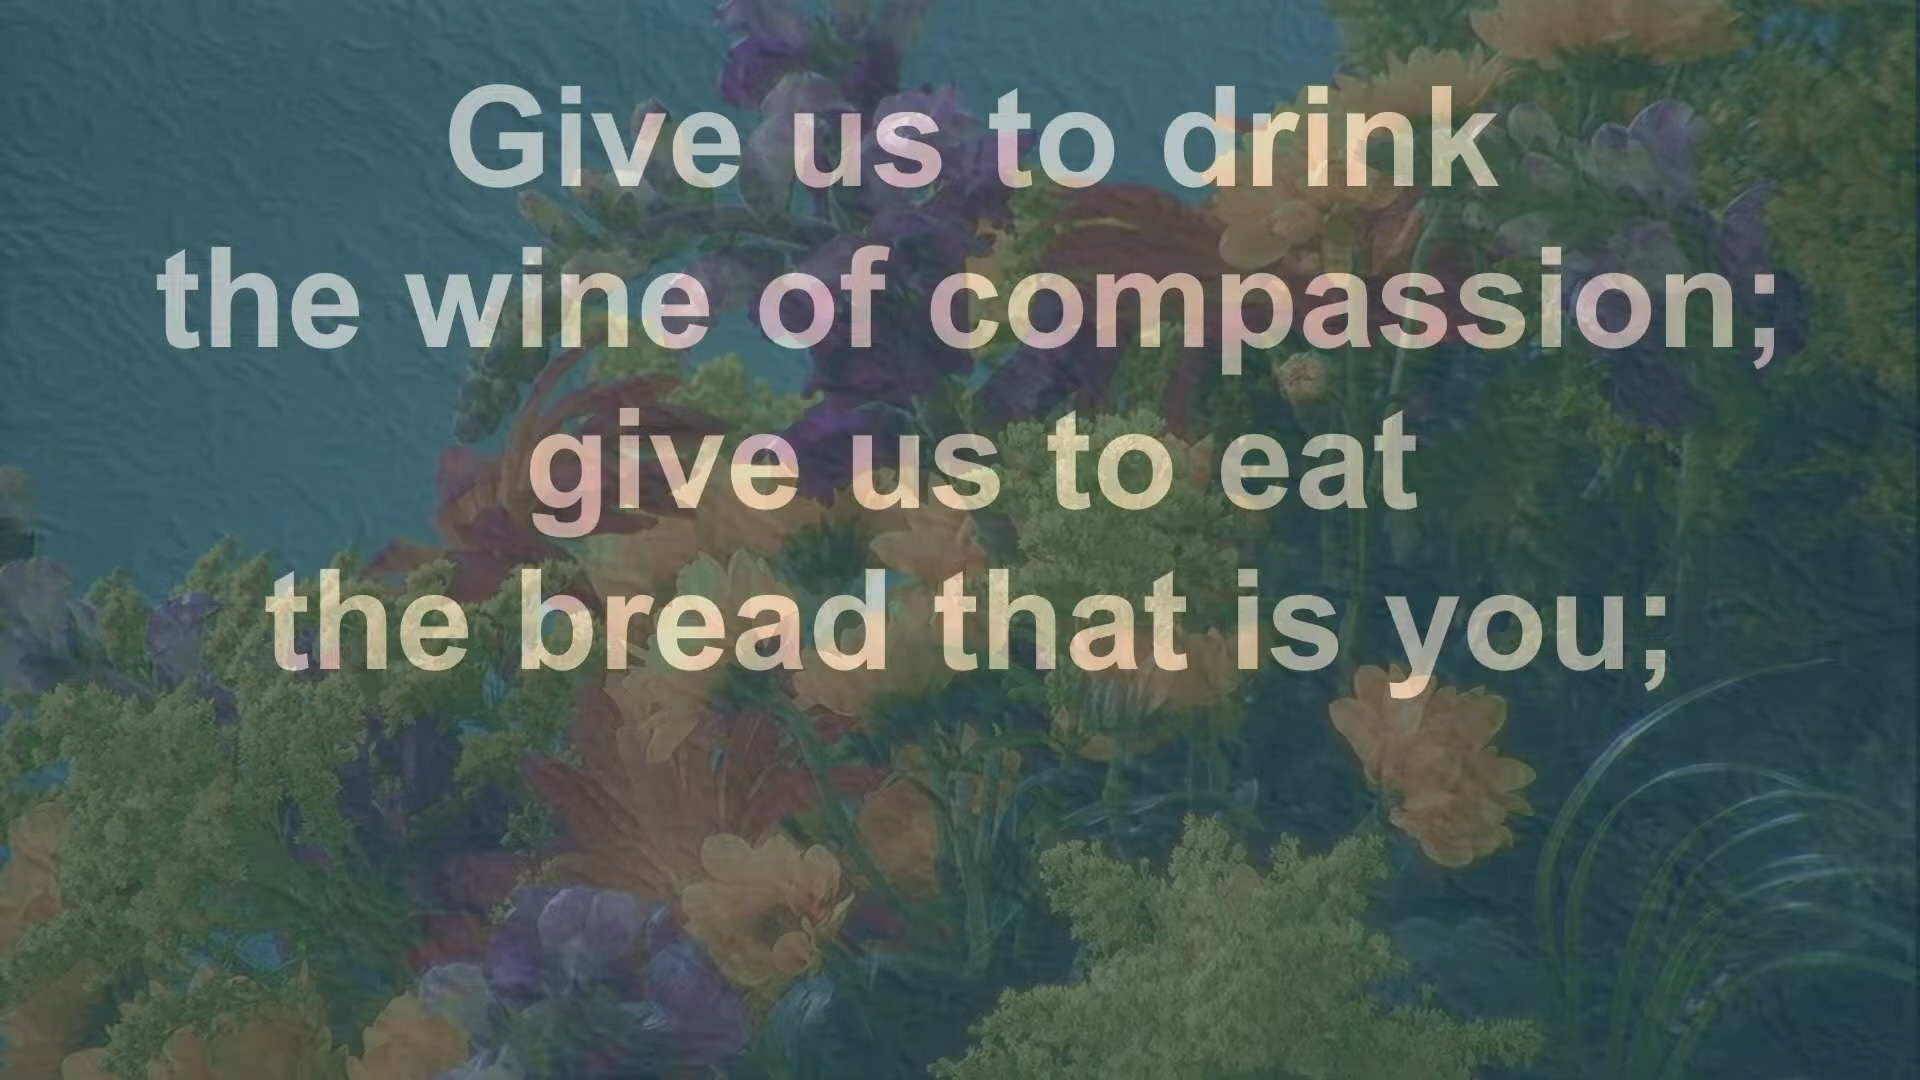 Give us to drink
the wine of compassion;
give us to eat
the bread that is you;